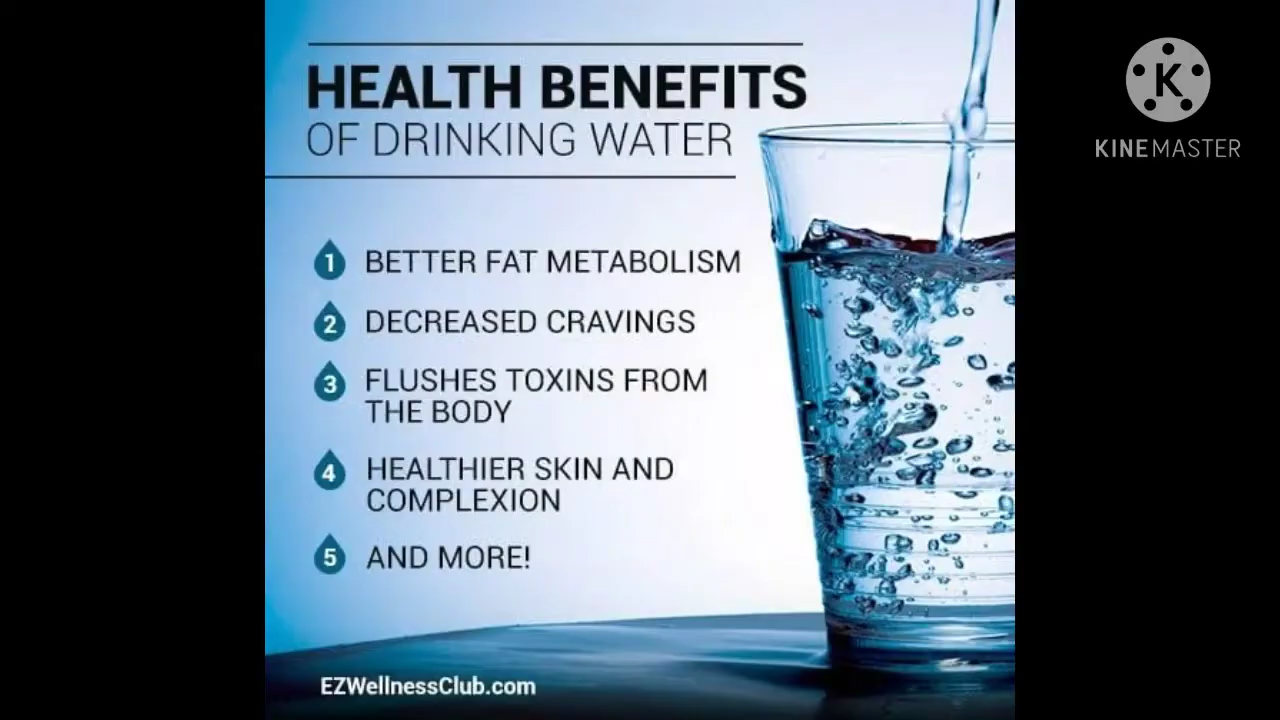 HEALTH BENEFITS
OF DRINKING WATER
1 BETTER FAT METABOLISM
2 DECREASED CRAVINGS
3 FLUSHES TOXINS FROM
THE BODY
4 HEALTHIER SKIN AND
COMPLEXION
5 AND MORE!
EZWellnessClub.com
K
KINEMASTER